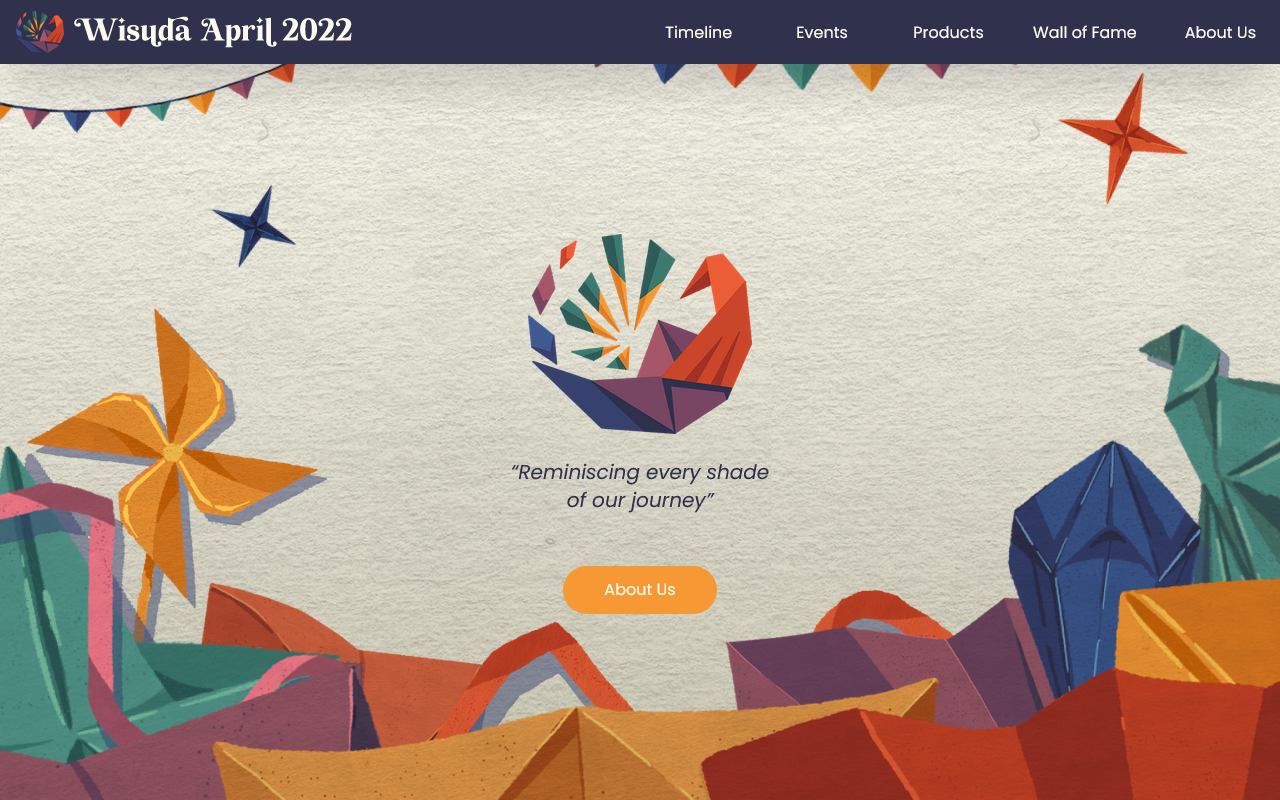 Wisuda April 2022
Timeline
Events
Products
Wall of Fame
About Us
“Reminiscing every shade
of our journey”
About Us